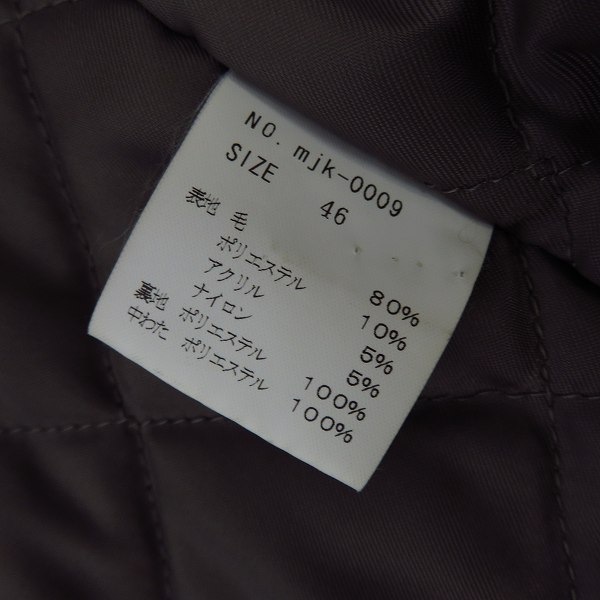 NO. mjk-0009
SIZE 46
表地 毛 80%
ポリエステル 10%
アクリル 5%
ナイロン 5%
裏地 ポリエステル 100%
中わた ポリエステル 100%